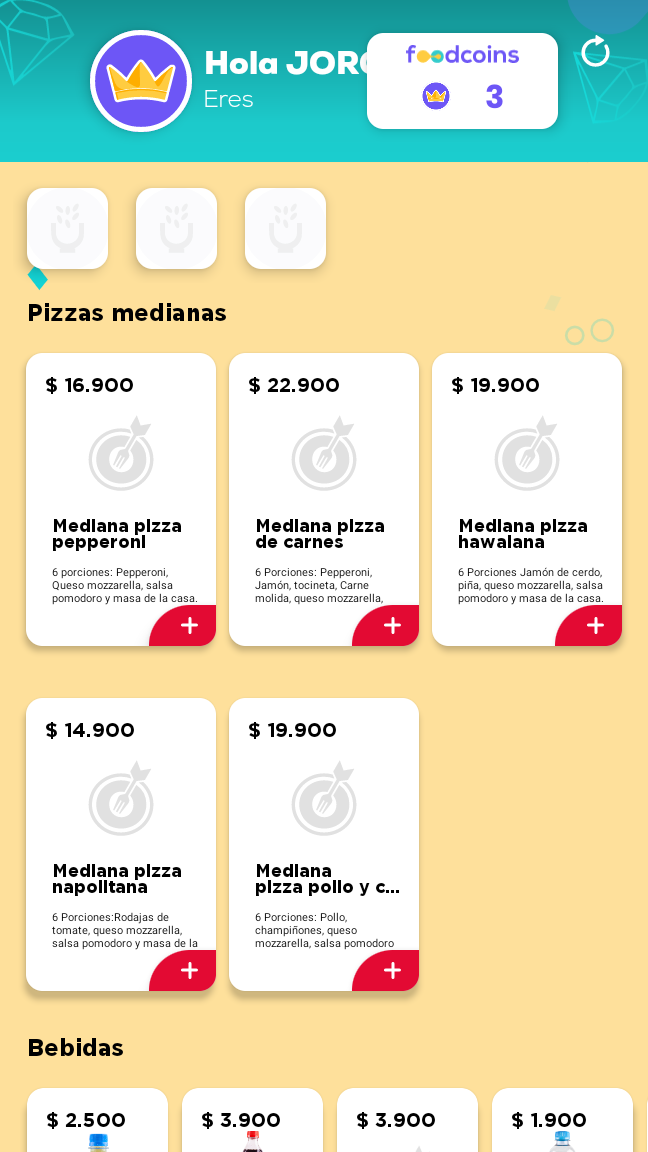 Hola JORG
Eres
foodcoins
3
Pizzas medianas
$ 16.900
Mediana pizza
pepperoni
6 porciones: Pepperoni,
Queso mozzarella, salsa
pomodoro y masa de la casa.
+
$ 22.900
Mediana pizza
de carnes
6 Porciones: Pepperoni,
Jamón, tocineta, Carne
molida, queso mozzarella,
+
$ 19.900
Mediana pizza
hawaiana
6 Porciones Jamón de cerdo,
piña, queso mozzarella, salsa
pomodoro y masa de la casa.
+
$ 14.900
Mediana pizza
napolitana
6 Porciones:Rodajas de
tomate, queso mozzarella,
salsa pomodoro y masa de la
+
$ 19.900
Mediana
pizza pollo y c...
6 Porciones: Pollo,
champiñones, queso
mozzarella, salsa pomodoro
+
Bebidas
$ 2.500
$ 3.900
$ 3.900
$ 1.900